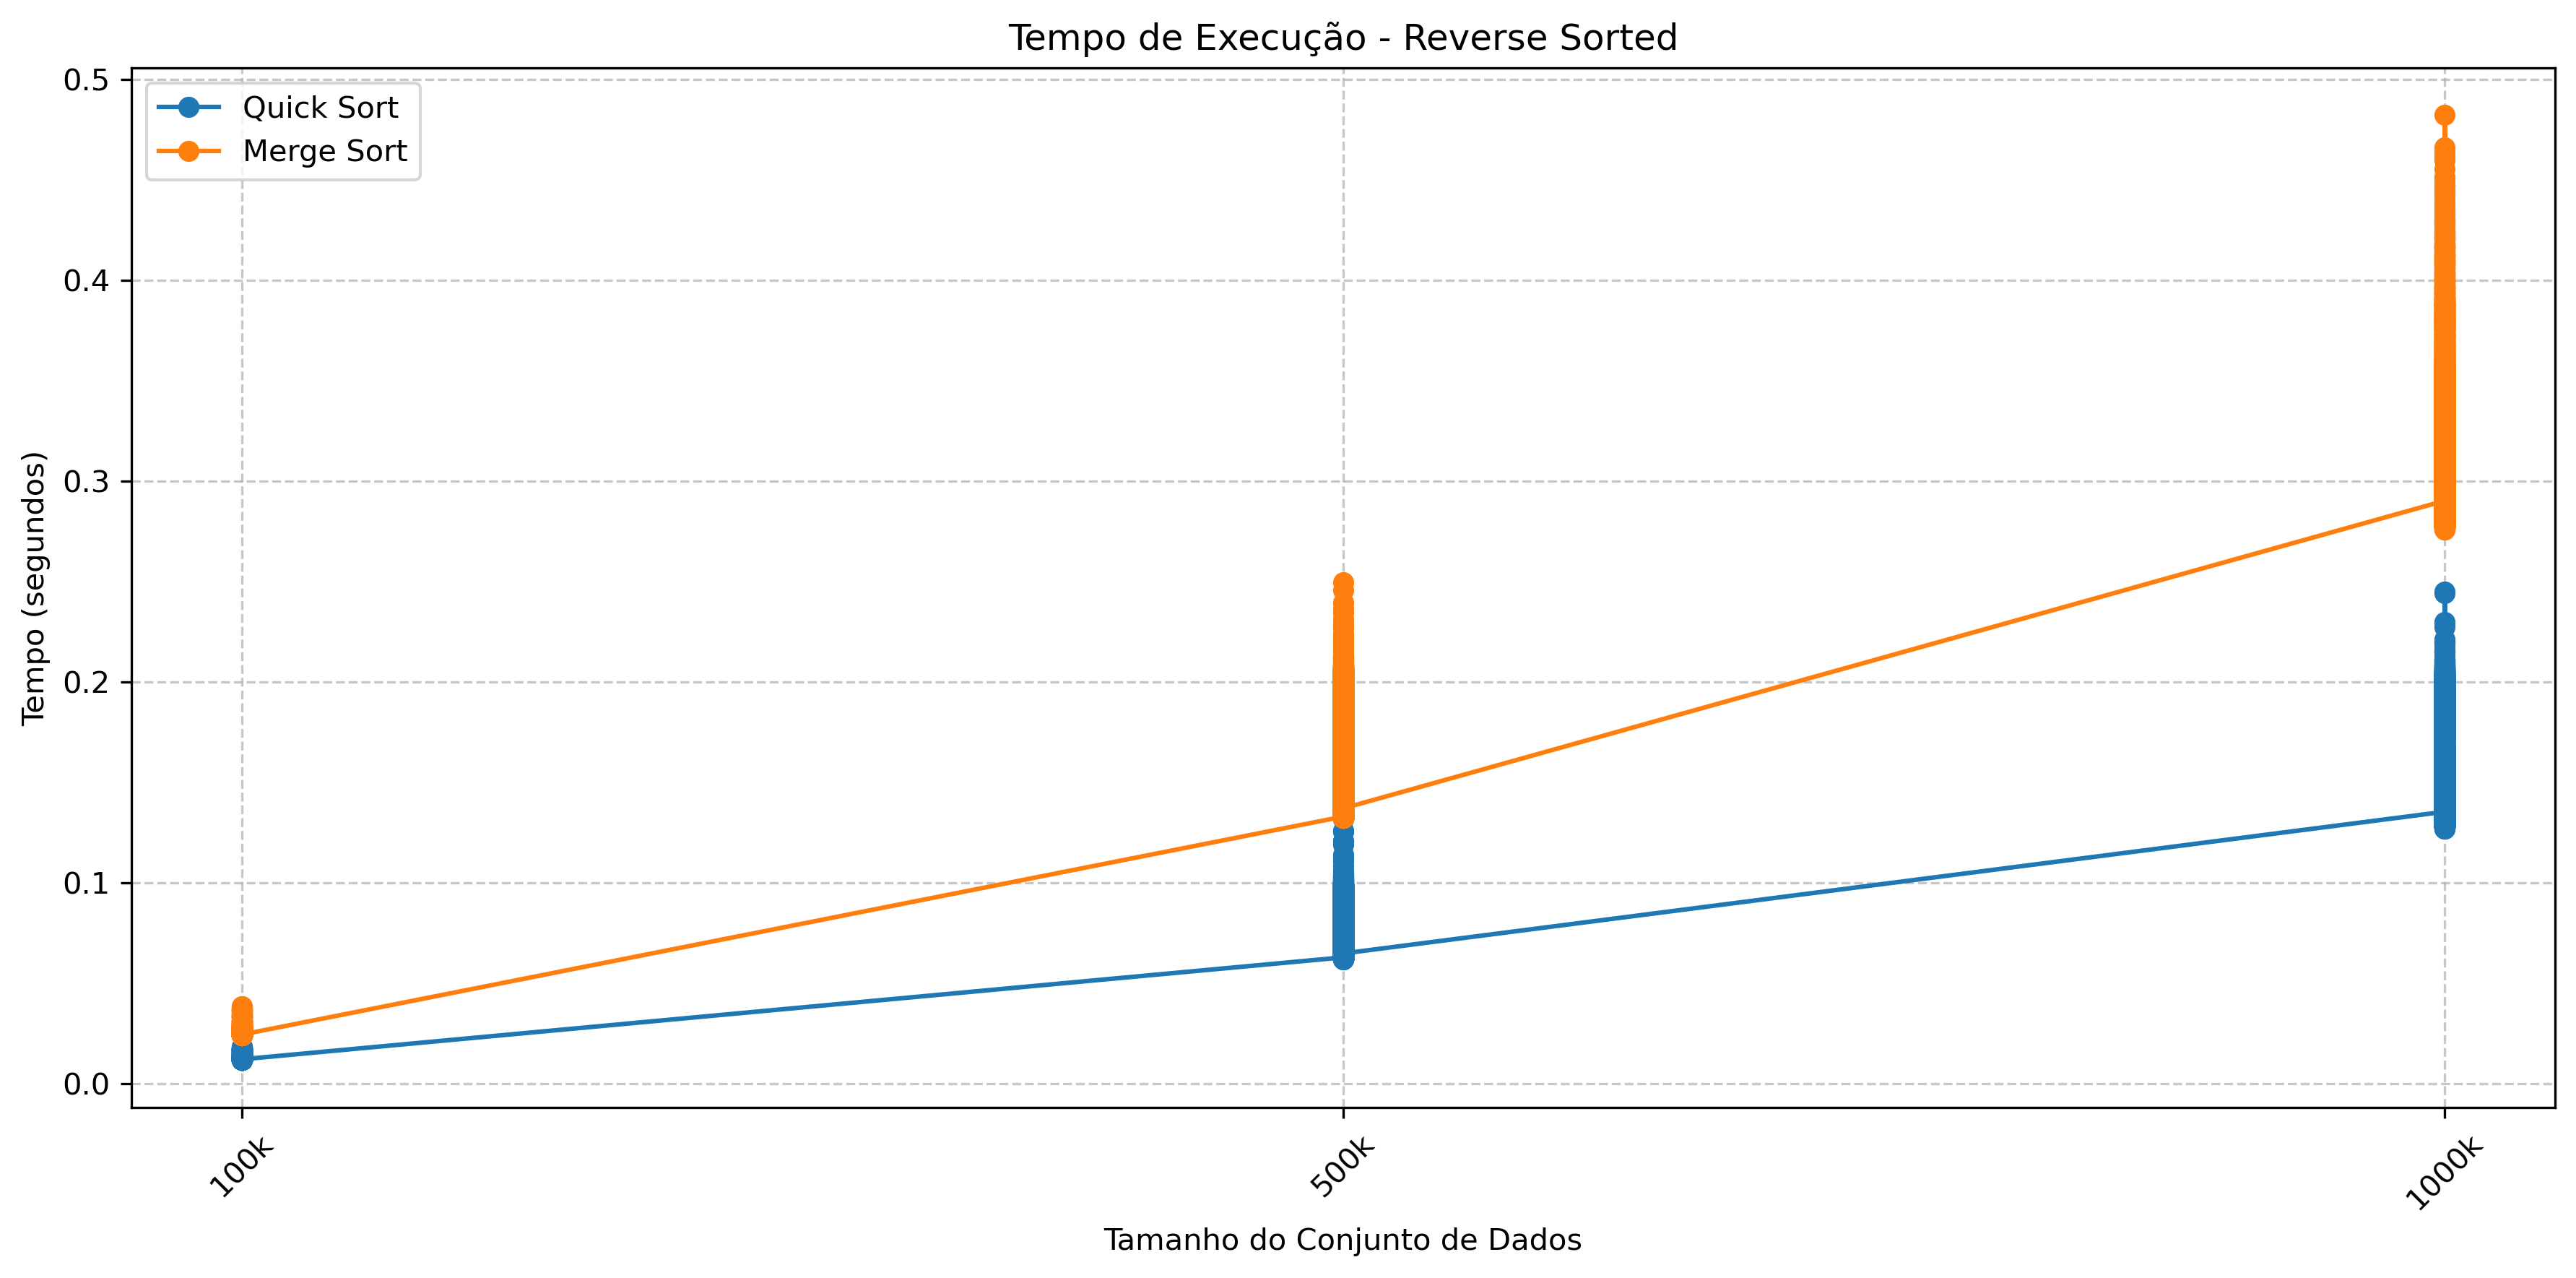 Tempo de Execução - Reverse Sorted
Quick Sort
Merge Sort
Tempo (segundos)
0.5
0.4
0.3
0.2
0.1
0.0
100k
500k
1000k
Tamanho do Conjunto de Dados